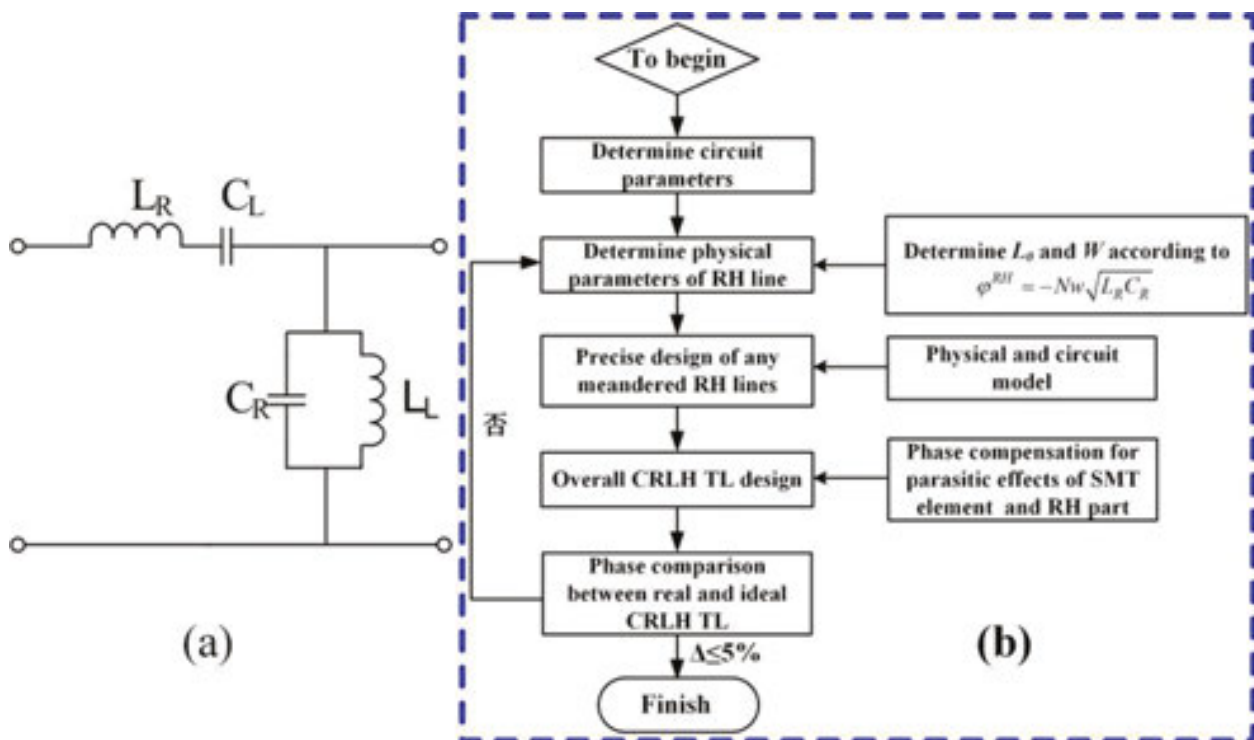 L_R
C_L
C_R
L_L
(a)
To begin
Determine circuit
parameters
Determine physical
parameters of RH line
Determine L_θ and W according to
φ^{RH} = -Nw√(L_R C_R)
Precise design of any
meandered RH lines
Physical and circuit
model
否
Overall CRLH TL design
Phase compensation for
parasitic effects of SMT
element and RH part
Phase comparison
between real and ideal
CRLH TL
Δ≤5%
Finish
(b)